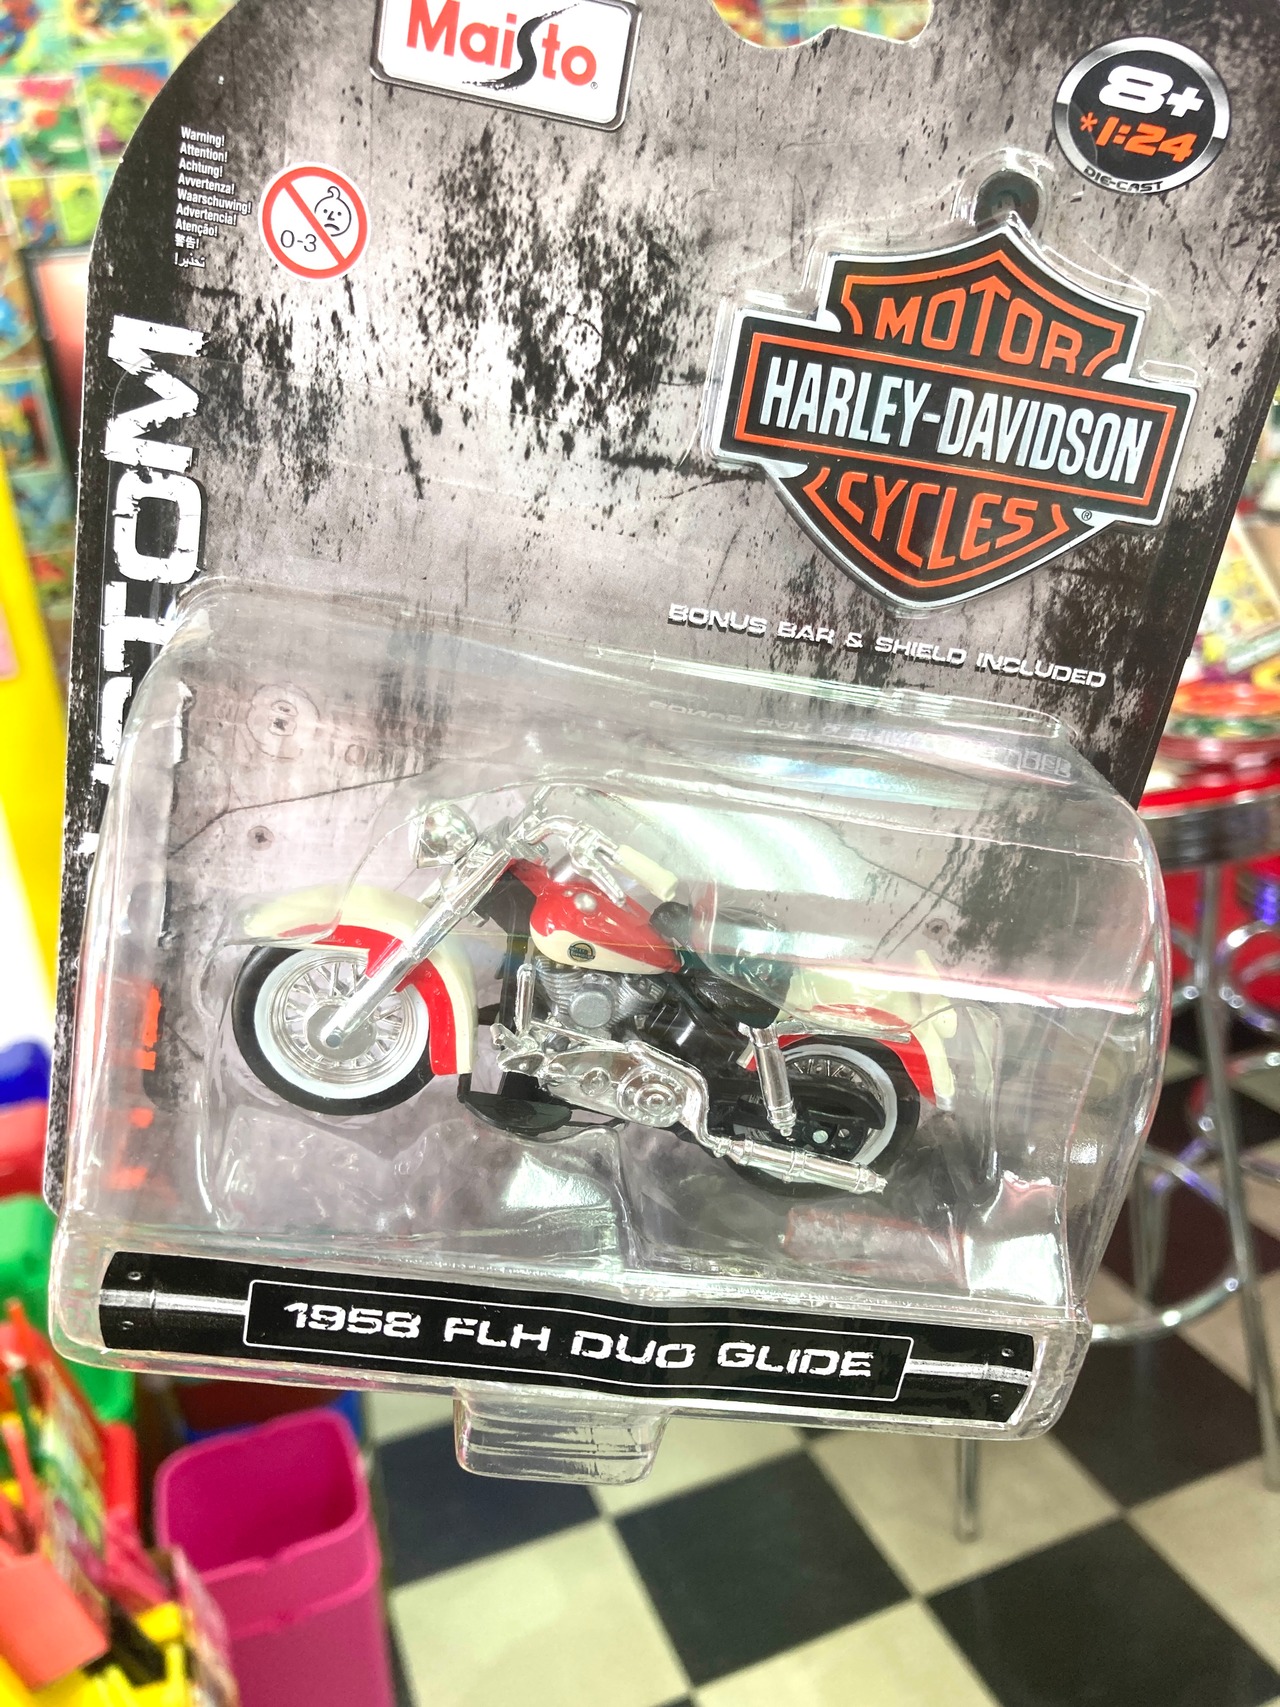 Maisto
8+
*1:24
DIE-CAST
Warning!
Attention!
Achtung!
Avvertenza!
Waarschuwing!
Advertencia!
Atenção!
警告!
تحذير!
0-3
MOTOR
HARLEY-DAVIDSON
CYCLES
®
BONUS BAR & SHIELD INCLUDED
1958 FLH DUO GLIDE